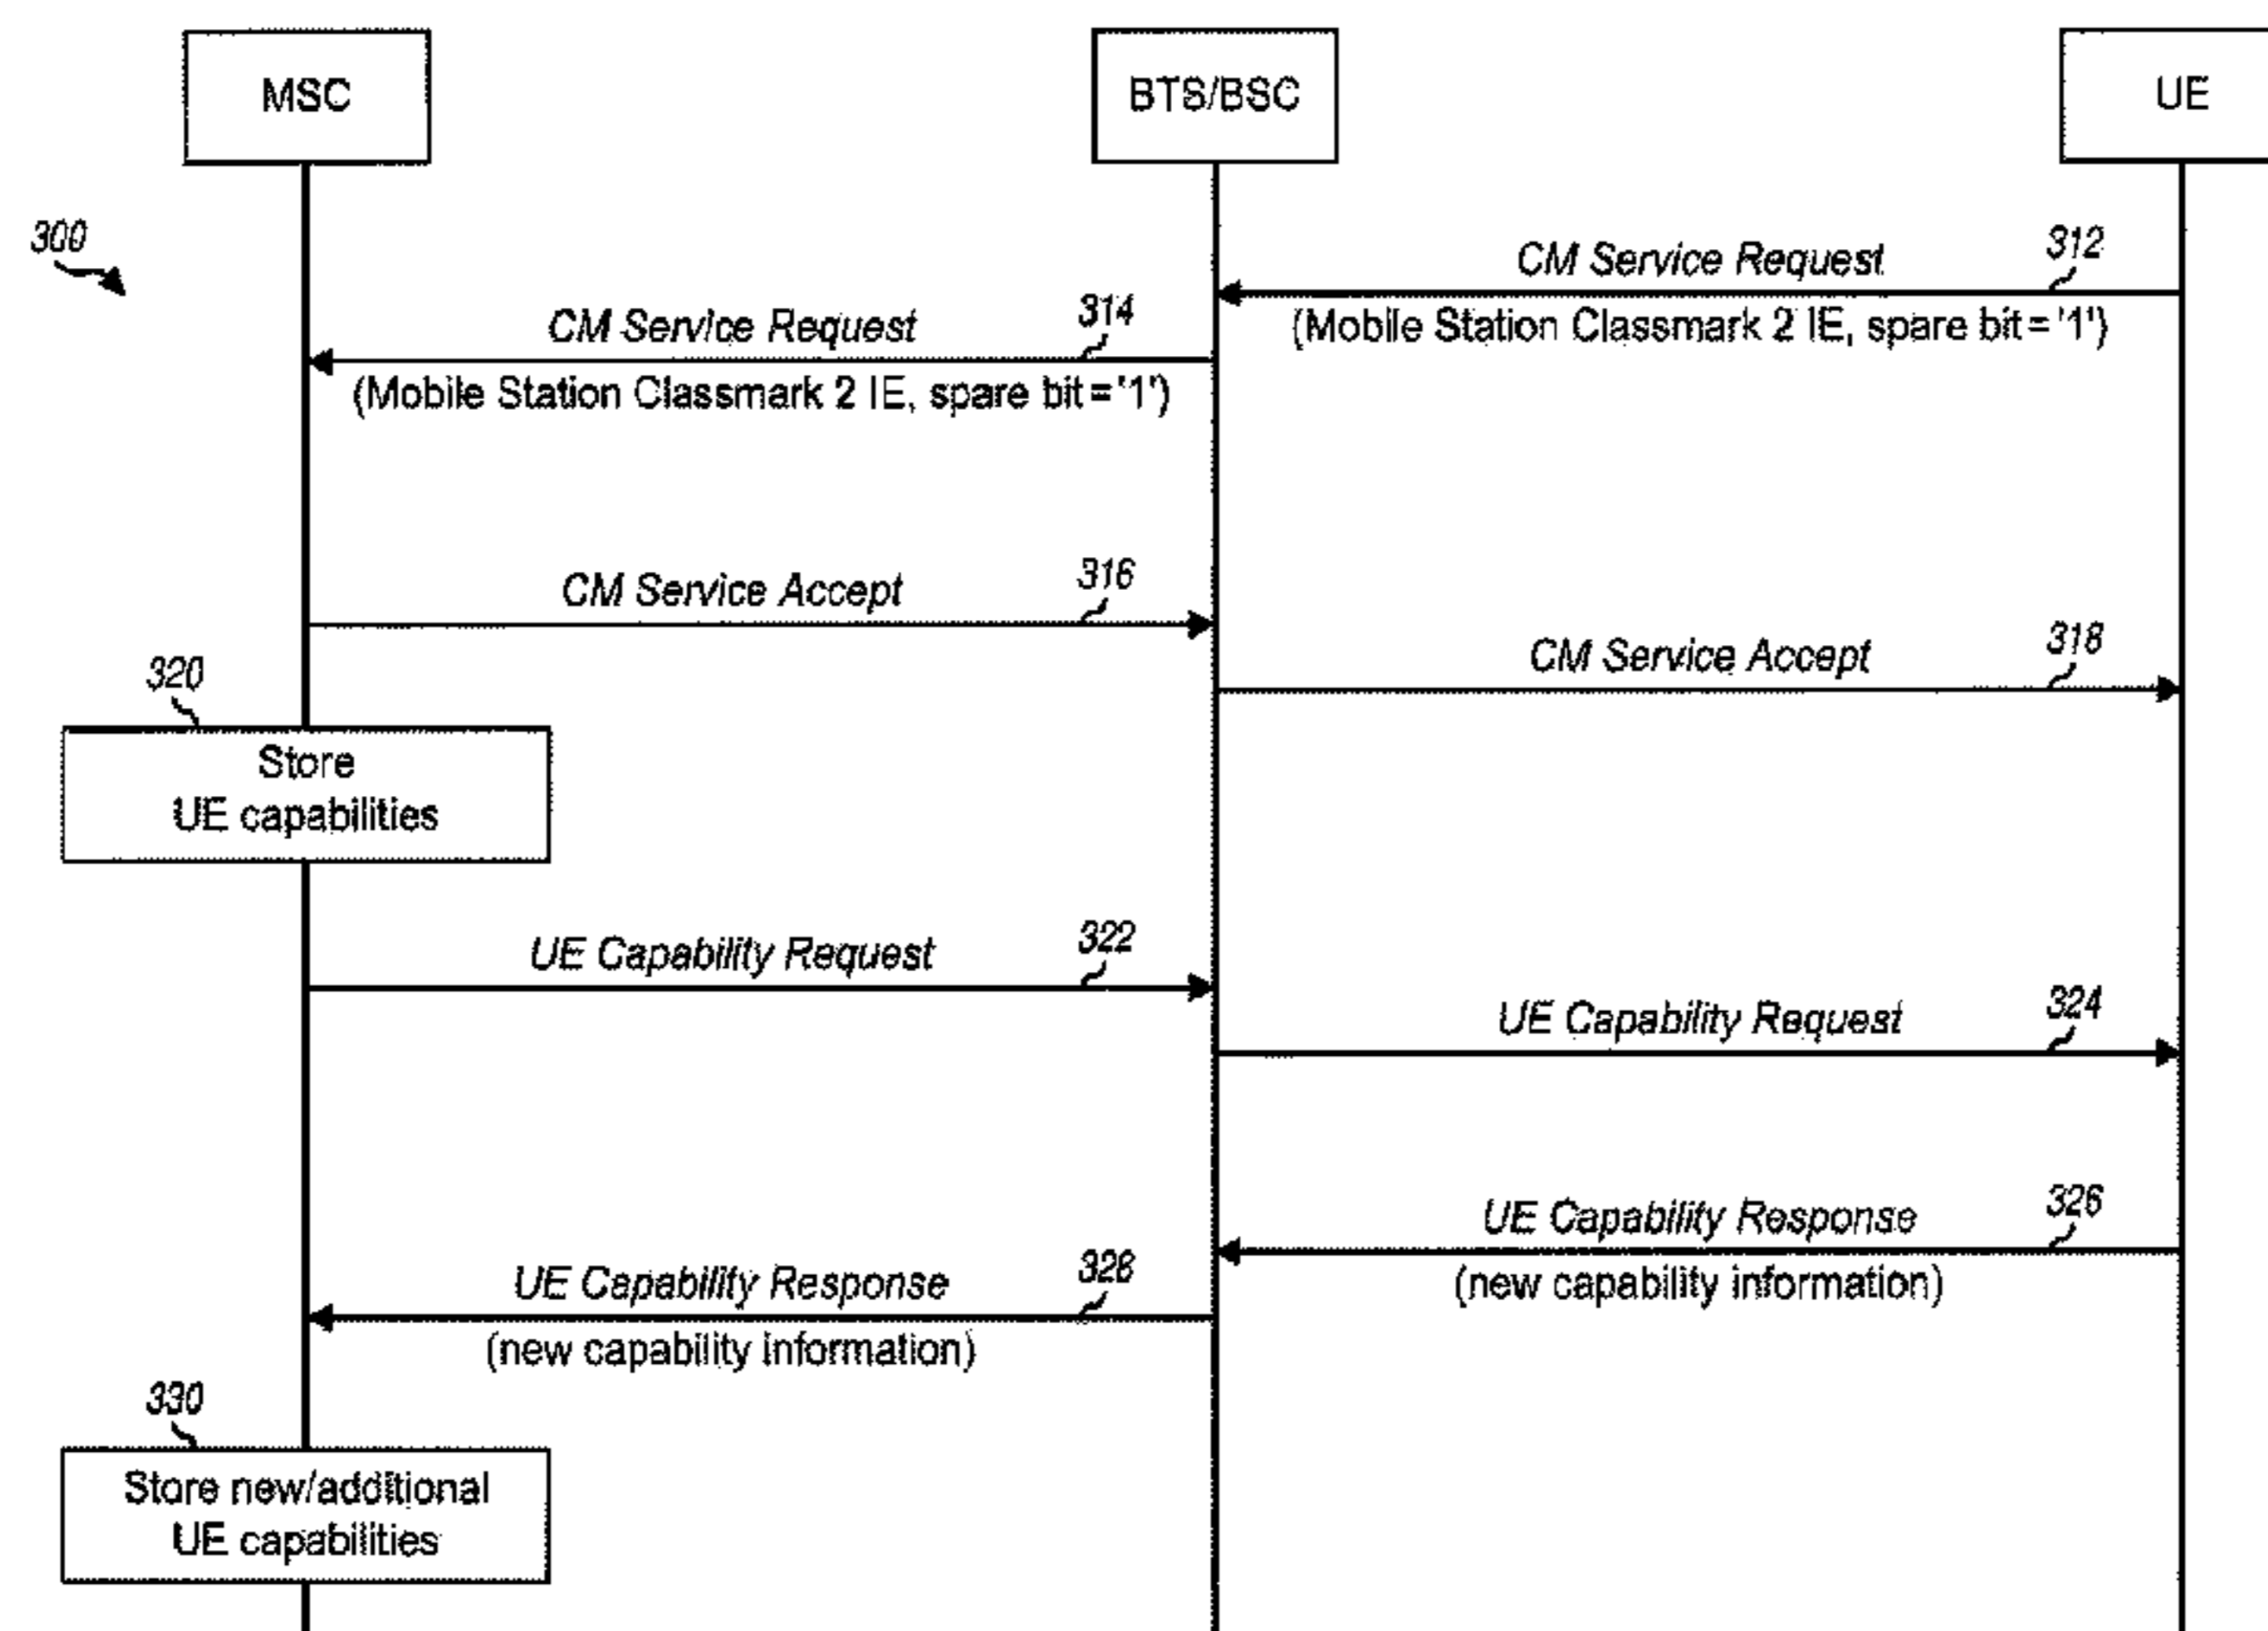 MSC
BTS/BSC
UE
300
CM Service Request
312
(Mobile Station Classmark 2 IE, spare bit = '1')
CM Service Request
314
(Mobile Station Classmark 2 IE, spare bit = '1')
CM Service Accept
316
CM Service Accept
318
320
Store
UE capabilities
UE Capability Request
322
UE Capability Request
324
UE Capability Response
326
(new capability information)
UE Capability Response
328
(new capability information)
330
Store new/additional
UE capabilities